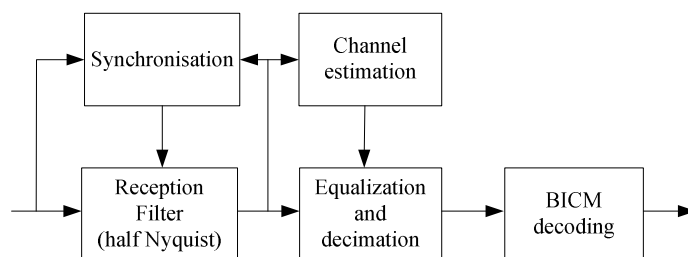 Synchronisation
Channel
estimation
Reception
Filter
(half Nyquist)
Equalization
and
decimation
BICM
decoding